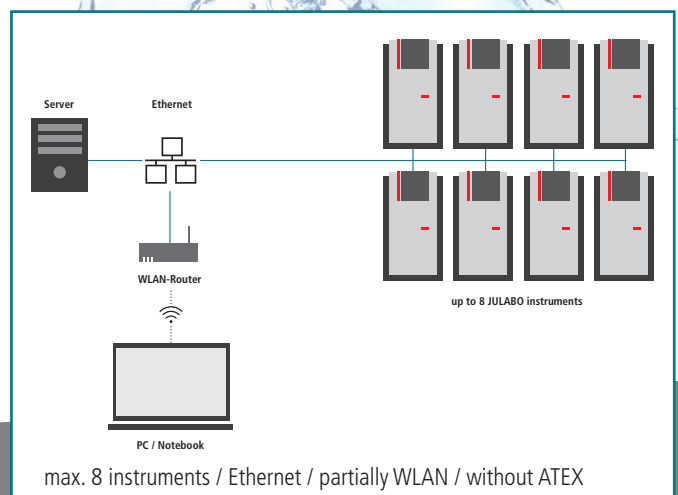 Server
Ethernet
WLAN-Router
up to 8 JULABO instruments
PC / Notebook
max. 8 instruments / Ethernet / partially WLAN / without ATEX